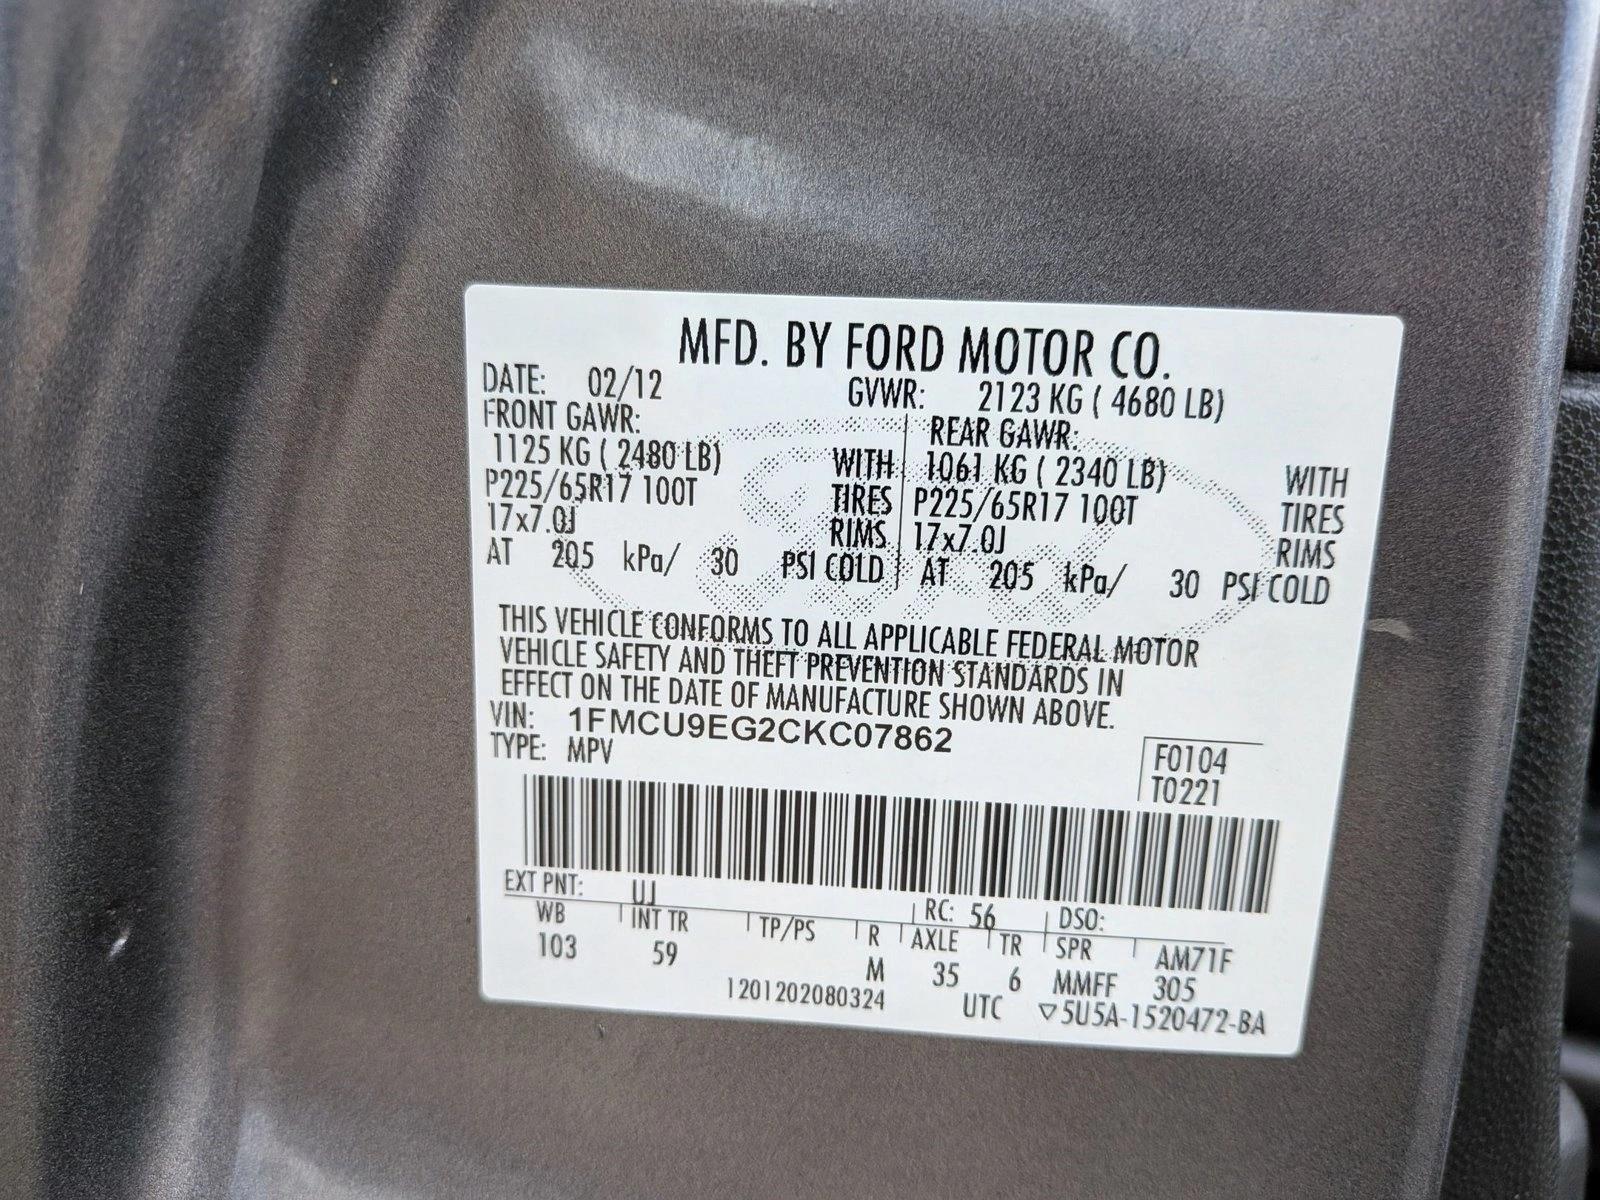 MFD. BY FORD MOTOR CO.
DATE: 02/12 GVWR: 2123 KG ( 4680 LB)
FRONT GAWR: REAR GAWR:
1125 KG ( 2480 LB) WITH 1061 KG ( 2340 LB) WITH
P225/65R17 100T TIRES P225/65R17 100T TIRES
17x7.0J RIMS 17x7.0J RIMS
AT 205 kPa/ 30 PSI COLD AT 205 kPa/ 30 PSI COLD
THIS VEHICLE CONFORMS TO ALL APPLICABLE FEDERAL MOTOR
VEHICLE SAFETY AND THEFT PREVENTION STANDARDS IN
EFFECT ON THE DATE OF MANUFACTURE SHOWN ABOVE.
VIN: 1FMCU9EG2CKC07862
TYPE: MPV
F0104
T0221
EXT PNT: UJ RC: 56 DSO:
WB INT TR TP/PS R AXLE TR SPR AM71F
103 59 M 35 6 MMFF 305
1201202080324 UTC ▽5U5A-1520472-BA